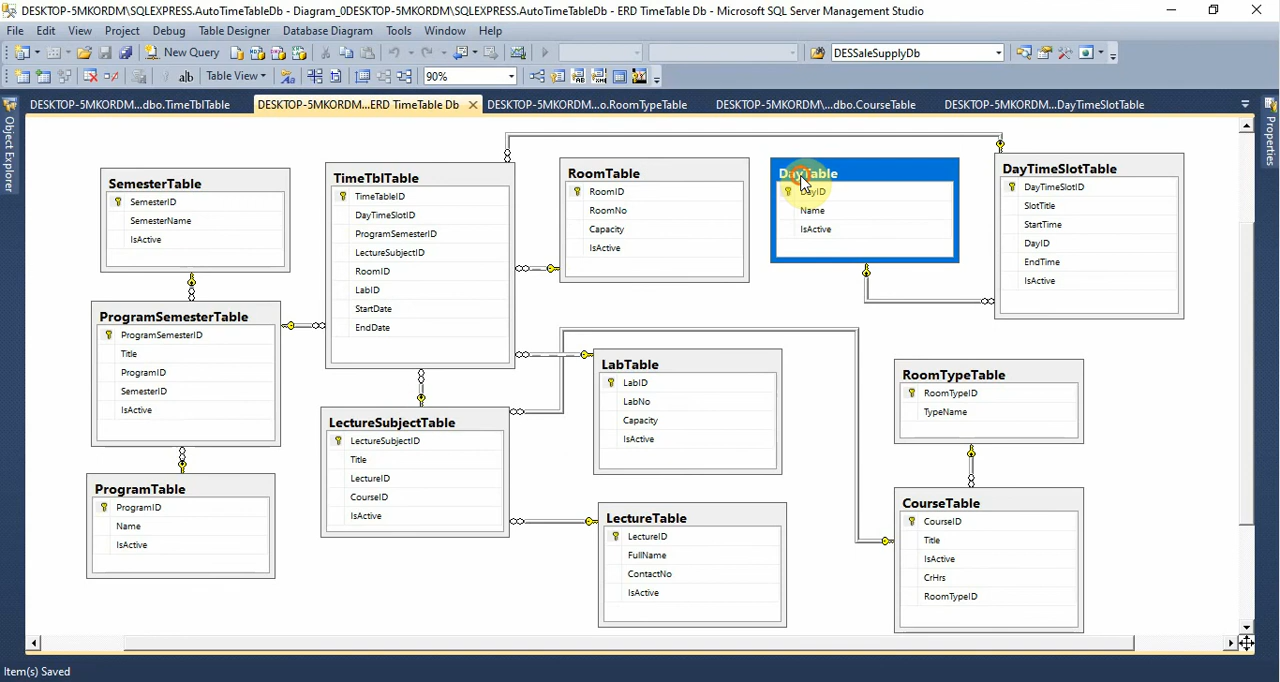 DESKTOP-5MKORDM\SQLEXPRESS.AutoTimeTableDb - Diagram_0DESKTOP-5MKORDM\SQLEXPRESS.AutoTimeTableDb - ERD TimeTable Db - Microsoft SQL Server Management Studio
File Edit View Project Debug Table Designer Database Diagram Tools Window Help
New Query DESSaleSupplyDb
Table View 90%
DESKTOP-5MKORDM...dbo.TimeTblTable DESKTOP-5MKORDM...ERD TimeTable Db DESKTOP-5MKORDM...o.RoomTypeTable DESKTOP-5MKORDM\...dbo.CourseTable DESKTOP-5MKORDM...DayTimeSlotTable
Object Explorer
Properties
SemesterTable
SemesterID
SemesterName
IsActive
TimeTblTable
TimeTableID
DayTimeSlotID
ProgramSemesterID
LectureSubjectID
RoomID
LabID
StartDate
EndDate
RoomTable
RoomID
RoomNo
Capacity
IsActive
DayTable
DayID
Name
IsActive
DayTimeSlotTable
DayTimeSlotID
SlotTitle
StartTime
DayID
EndTime
IsActive
ProgramSemesterTable
ProgramSemesterID
Title
ProgramID
SemesterID
IsActive
LabTable
LabID
LabNo
Capacity
IsActive
RoomTypeTable
RoomTypeID
TypeName
LectureSubjectTable
LectureSubjectID
Title
LectureID
CourseID
IsActive
ProgramTable
ProgramID
Name
IsActive
LectureTable
LectureID
FullName
ContactNo
IsActive
CourseTable
CourseID
Title
IsActive
CrHrs
RoomTypeID
Item(s) Saved